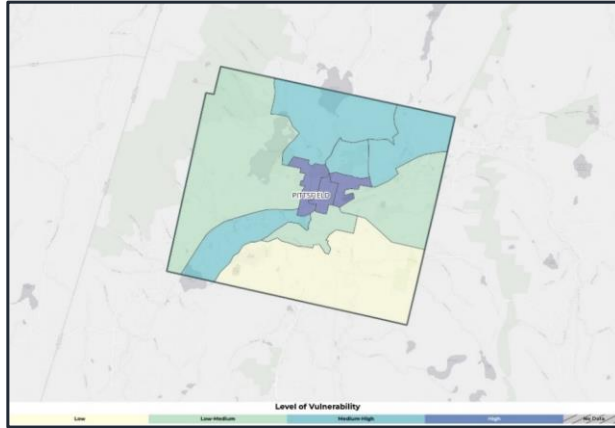 PITTSFIELD
Level of Vulnerability
Low Low-Medium Medium-High High No Data